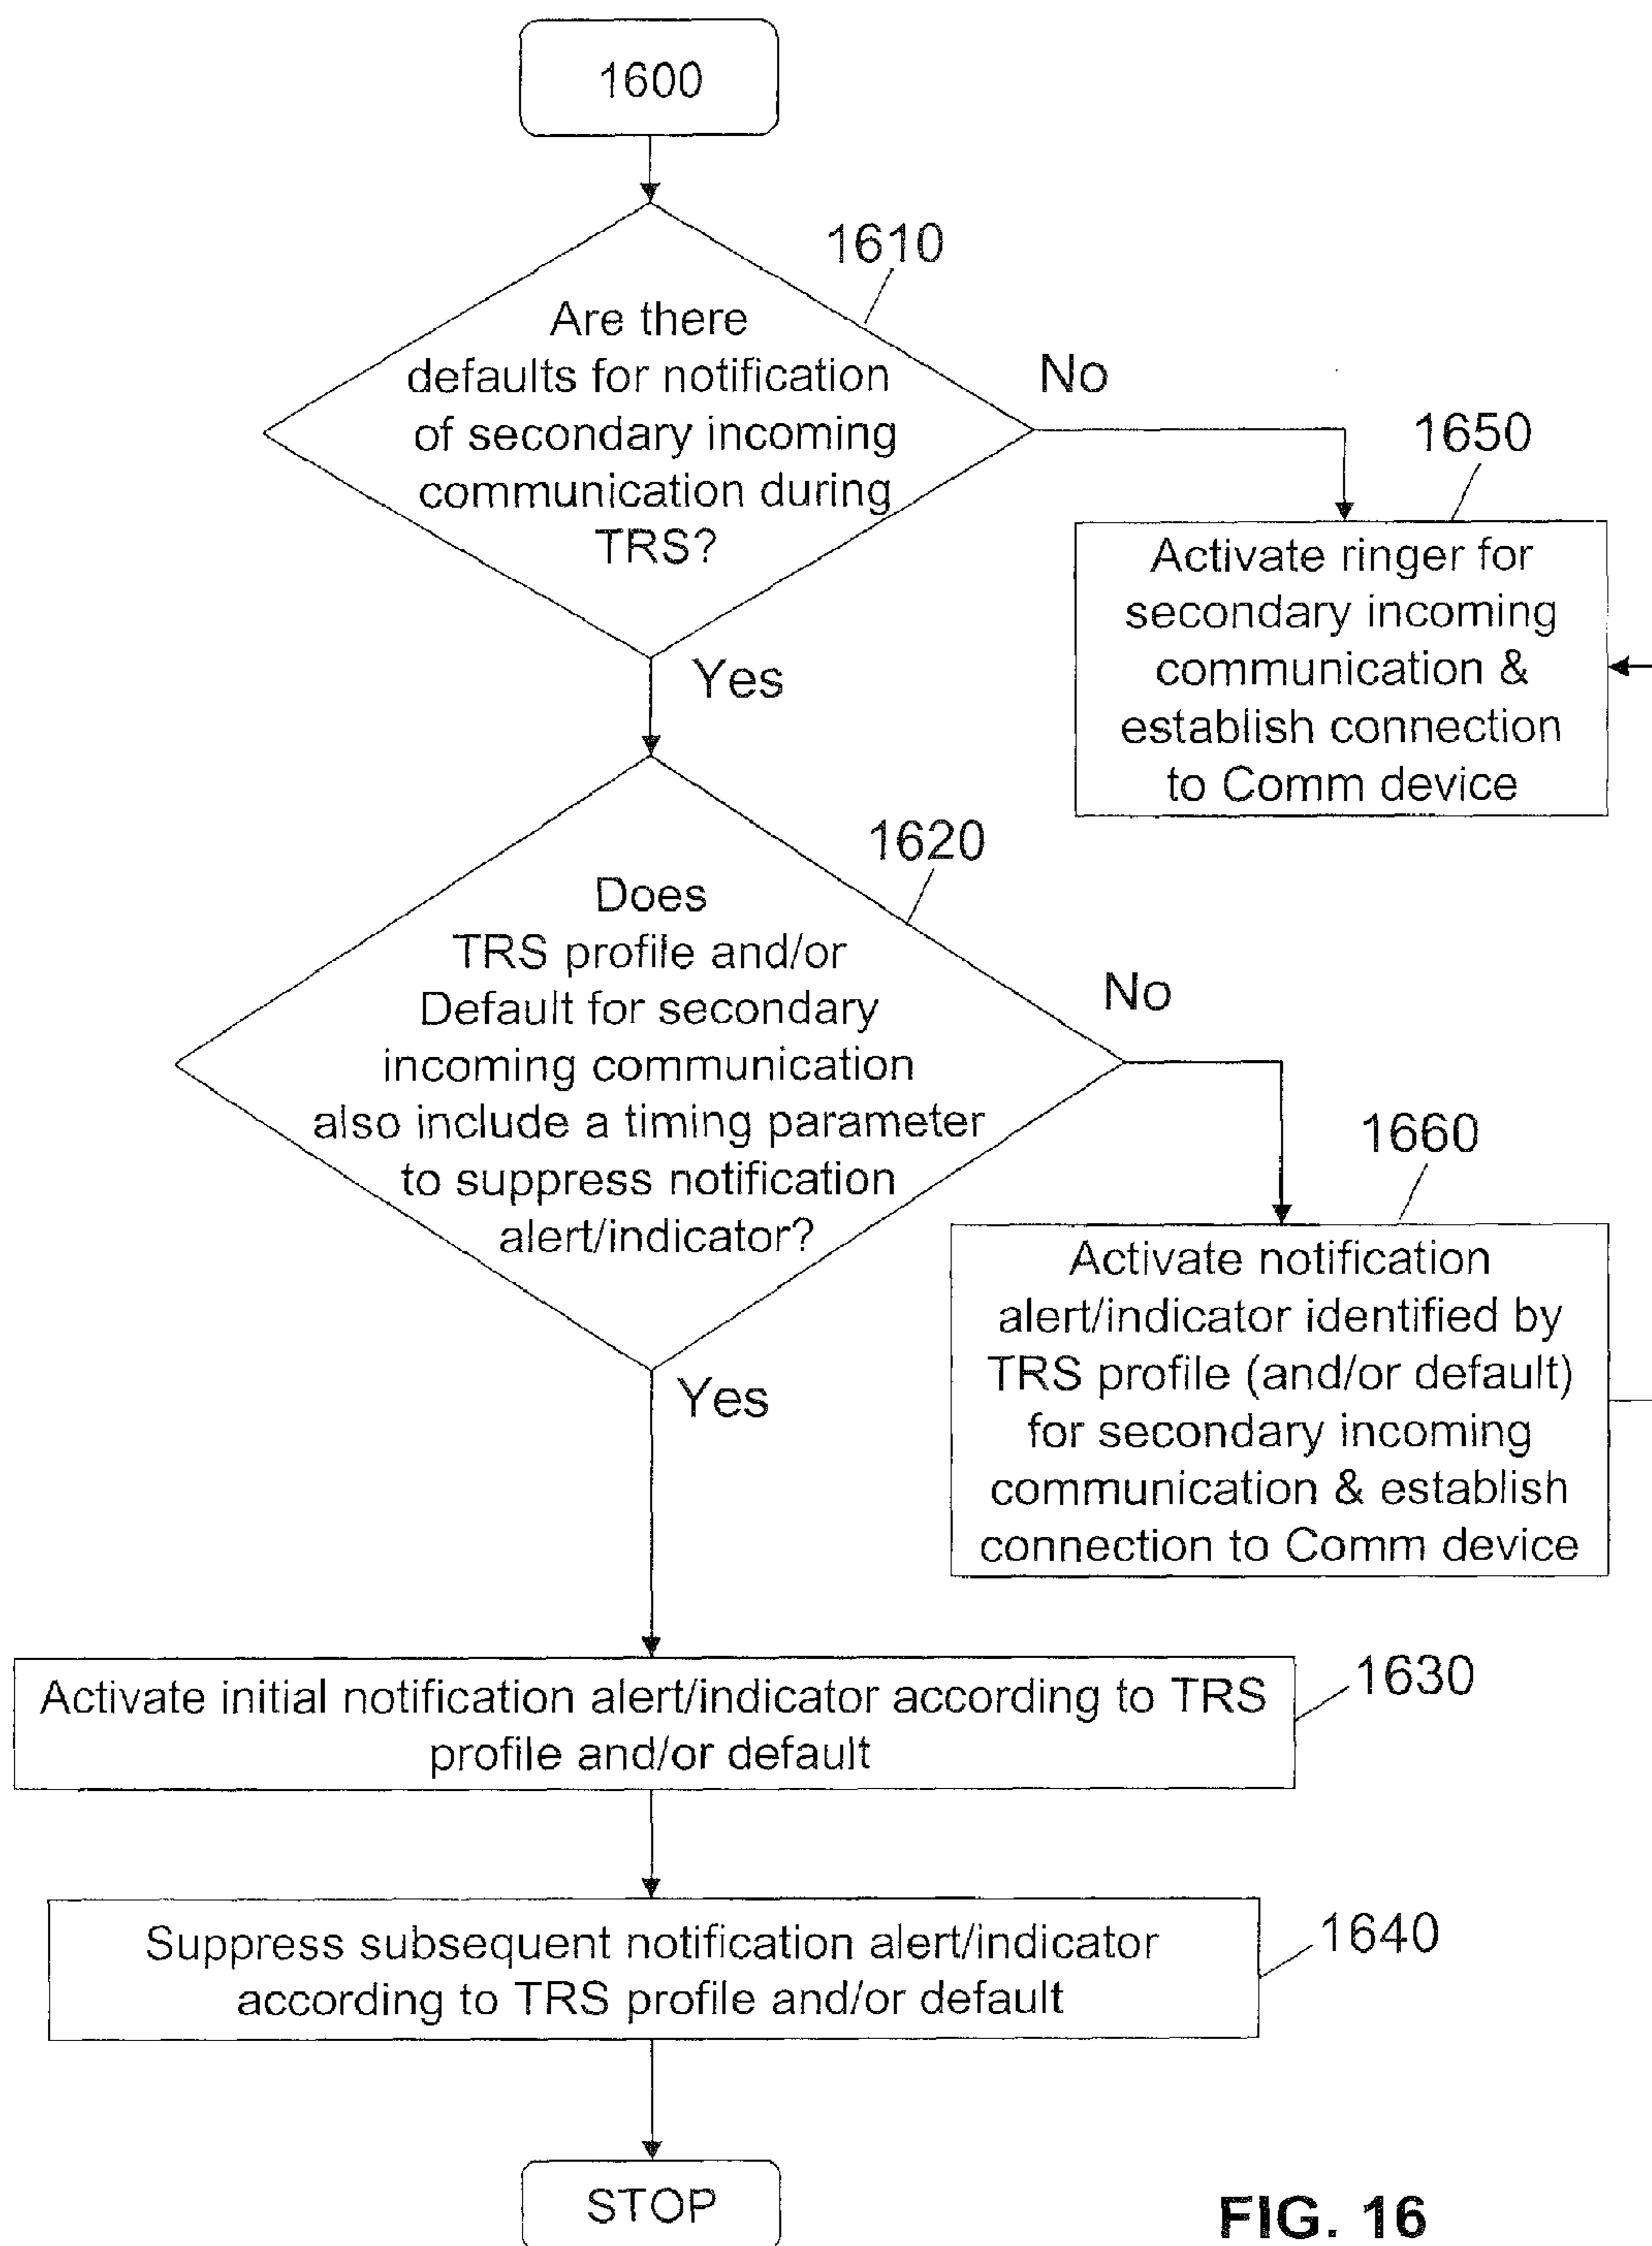 1600
1610
Are there
defaults for notification
of secondary incoming
communication during
TRS?
No
Yes
1650
Activate ringer for
secondary incoming
communication &
establish connection
to Comm device
1620
Does
TRS profile and/or
Default for secondary
incoming communication
also include a timing parameter
to suppress notification
alert/indicator?
No
Yes
1660
Activate notification
alert/indicator identified by
TRS profile (and/or default)
for secondary incoming
communication & establish
connection to Comm device
1630
Activate initial notification alert/indicator according to TRS
profile and/or default
1640
Suppress subsequent notification alert/indicator
according to TRS profile and/or default
STOP
FIG. 16